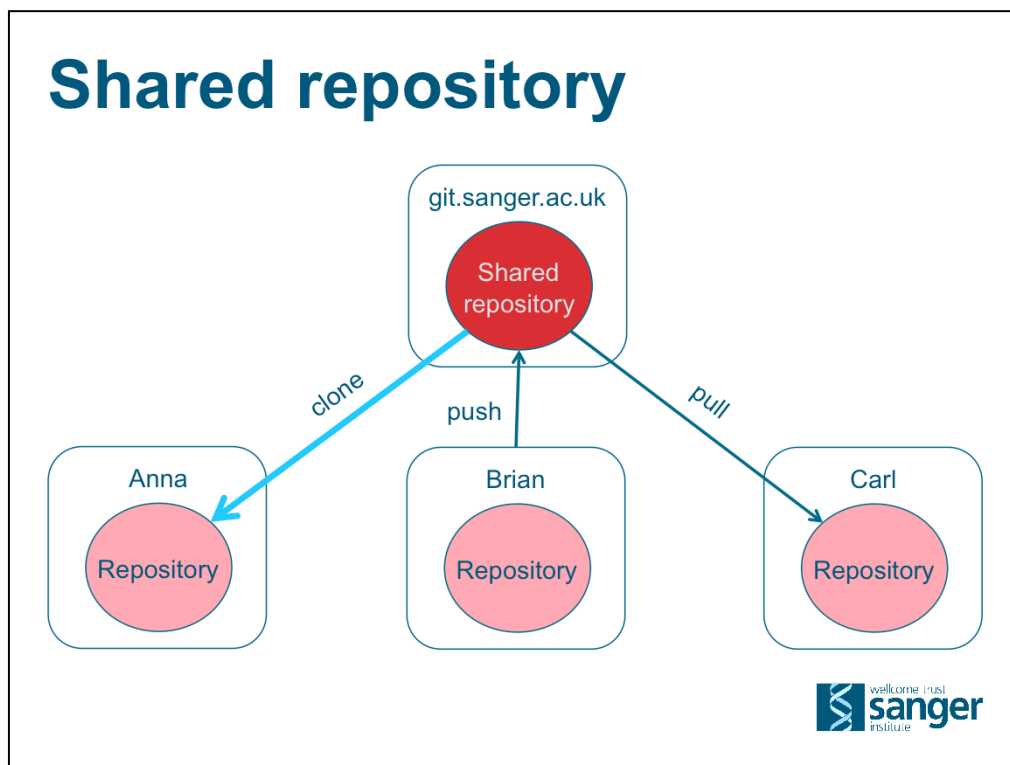 Shared repository
git.sanger.ac.uk
Shared
repository
clone
push
pull
Anna
Brian
Carl
Repository
Repository
Repository
wellcome trust
sanger
institute